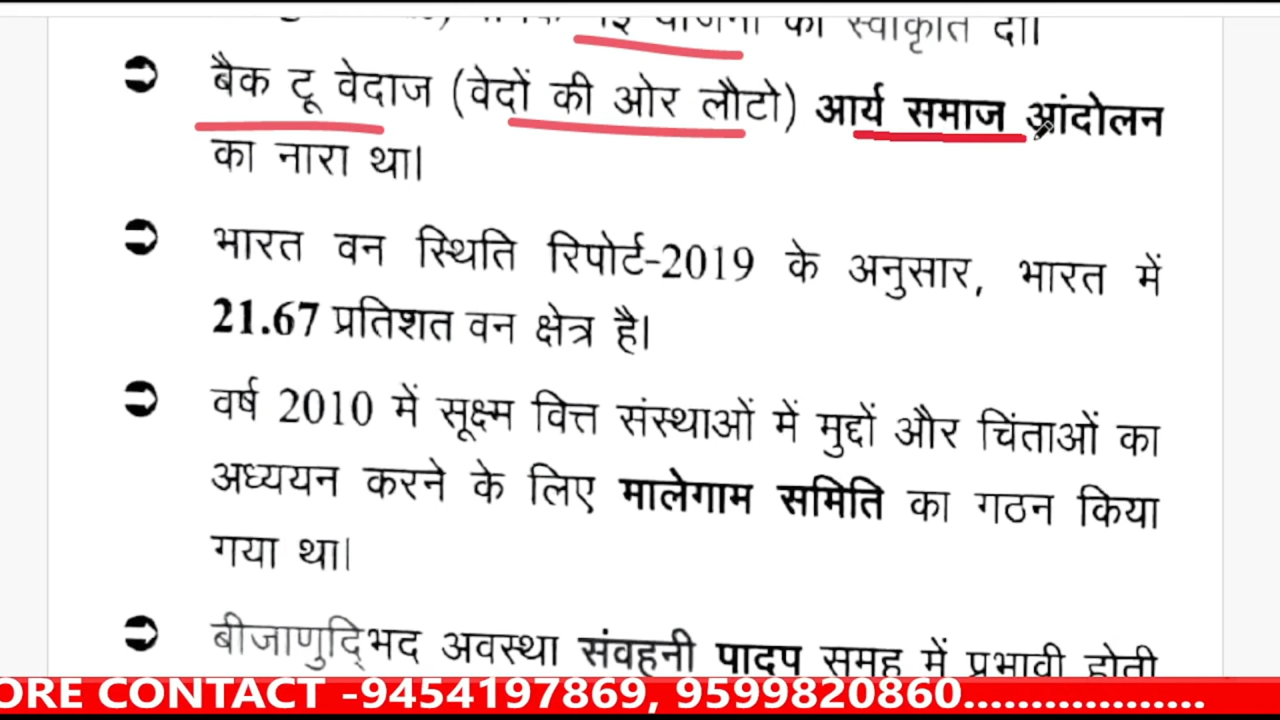 योजना को स्वीकृति दी।
बैक टू वेदाज (वेदों की ओर लौटो) आर्य समाज आंदोलन
का नारा था।
भारत वन स्थिति रिपोर्ट-2019 के अनुसार, भारत में
21.67 प्रतिशत वन क्षेत्र है।
वर्ष 2010 में सूक्ष्म वित्त संस्थाओं में मुद्दों और चिंताओं का
अध्ययन करने के लिए मालेगाम समिति का गठन किया
गया था।
बीजाणुद्भिद अवस्था संवहनी पादप समूह में प्रभावी होती
ORE CONTACT -9454197869, 9599820860..................